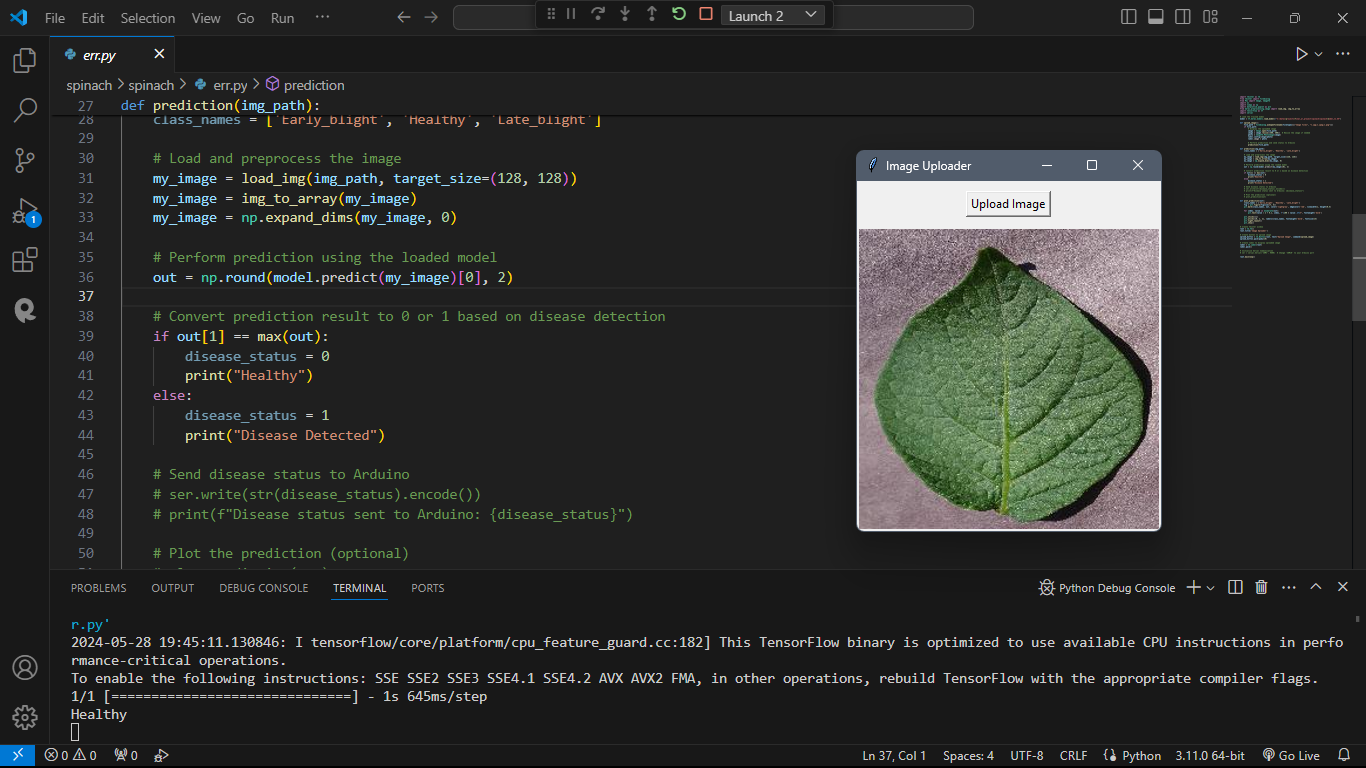 File Edit Selection View Go Run ···
Launch 2
err.py
spinach > spinach > err.py > prediction
27 def prediction(img_path):
28 class_names = ['Early_blight', 'Healthy', 'Late_blight']
29
30 # Load and preprocess the image
31 my_image = load_img(img_path, target_size=(128, 128))
32 my_image = img_to_array(my_image)
33 my_image = np.expand_dims(my_image, 0)
34
35 # Perform prediction using the loaded model
36 out = np.round(model.predict(my_image)[0], 2)
37
38 # Convert prediction result to 0 or 1 based on disease detection
39 if out[1] == max(out):
40 disease_status = 0
41 print("Healthy")
42 else:
43 disease_status = 1
44 print("Disease Detected")
45
46 # Send disease status to Arduino
47 # ser.write(str(disease_status).encode())
48 # print(f"Disease status sent to Arduino: {disease_status}")
49
50 # Plot the prediction (optional)
Image Uploader
Upload Image
1
PROBLEMS OUTPUT DEBUG CONSOLE TERMINAL PORTS
Python Debug Console
r.py'
2024-05-28 19:45:11.130846: I tensorflow/core/platform/cpu_feature_guard.cc:182] This TensorFlow binary is optimized to use available CPU instructions in perfo
rmance-critical operations.
To enable the following instructions: SSE SSE2 SSE3 SSE4.1 SSE4.2 AVX AVX2 FMA, in other operations, rebuild TensorFlow with the appropriate compiler flags.
1/1 [==============================] - 1s 645ms/step
Healthy
0 0 0 Ln 37, Col 1 Spaces: 4 UTF-8 CRLF Python 3.11.0 64-bit Go Live